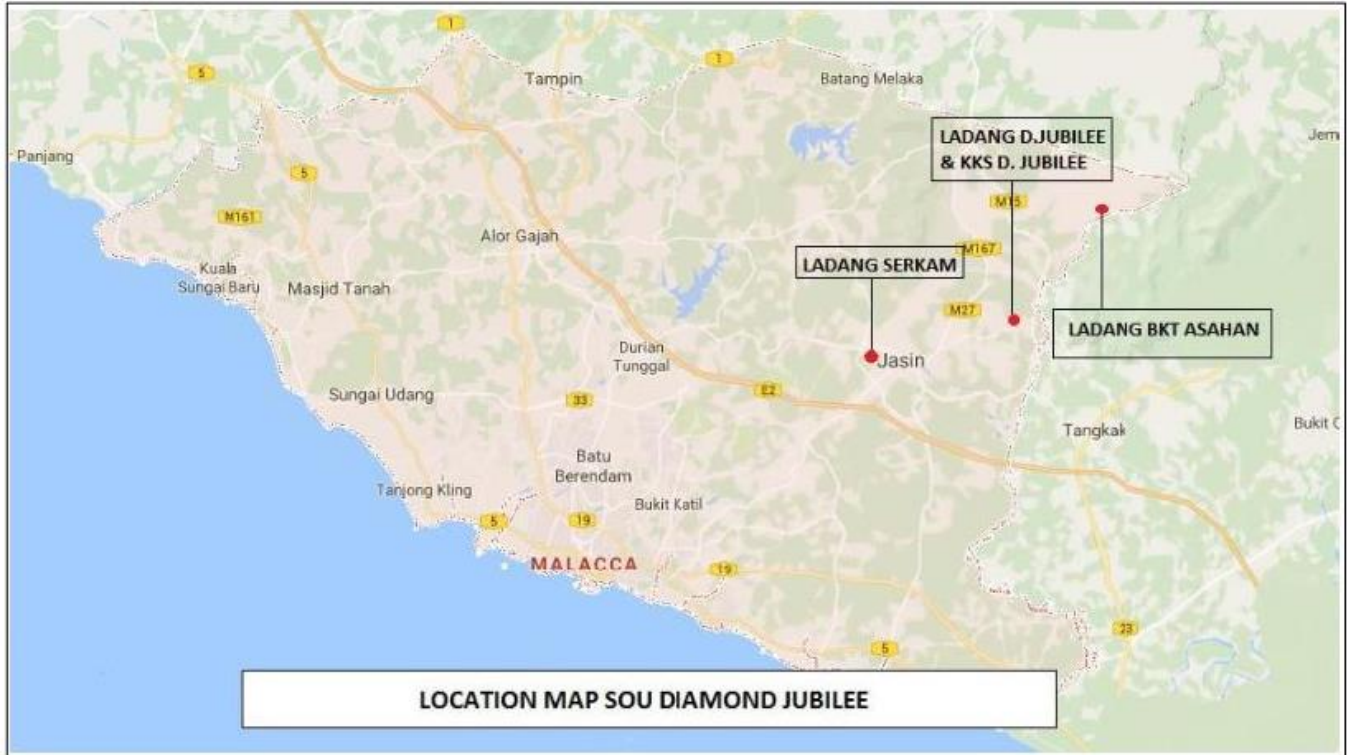 1
5
1
Tampin
Batang Melaka
LADANG D.JUBILEE
& KKS D. JUBILEE
Jem
Panjang
5
M15
M161
Alor Gajah
M167
LADANG SERKAM
Kuala
Sungai Baru
Masjid Tanah
M27
LADANG BKT ASAHAN
Durian
Tunggal
Jasin
Sungai Udang
33
E2
Tangkak
Bukit G
Batu
Berendam
Tanjong Kling
Bukit Katil
5
19
MALACCA
19
23
5
LOCATION MAP SOU DIAMOND JUBILEE